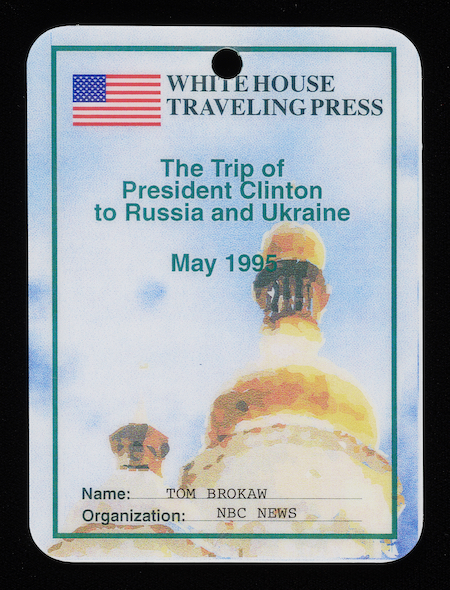 WHITE HOUSE
TRAVELING PRESS
The Trip of
President Clinton
to Russia and Ukraine
May 1995
Name: TOM BROKAW
Organization: NBC NEWS